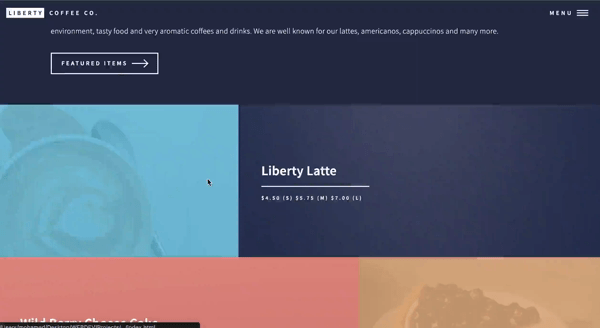 LIBERTY COFFEE CO.
MENU
environment, tasty food and very aromatic coffees and drinks. We are well known for our lattes, americanos, cappuccinos and many more.
FEATURED ITEMS
Liberty Latte
$4.50 (S) $5.75 (M) $7.00 (L)
Wild Berry Cheese Cake